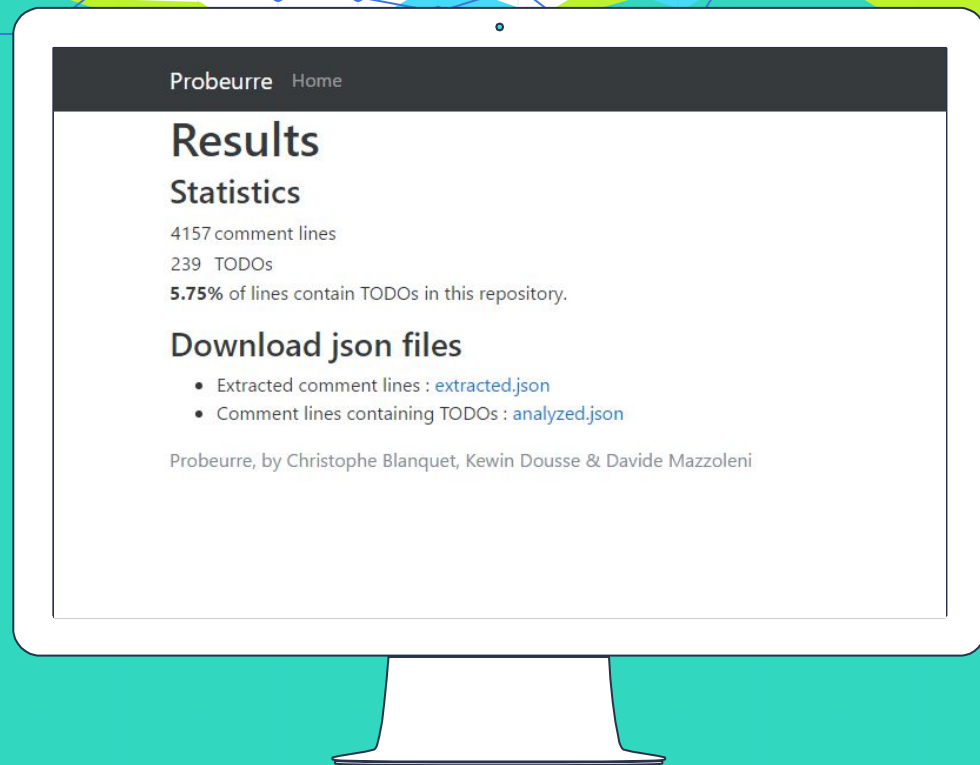 Probeurre Home
Results
Statistics
4157 comment lines
239 TODOs
5.75% of lines contain TODOs in this repository.
Download json files
• Extracted comment lines : extracted.json
• Comment lines containing TODOs : analyzed.json
Probeurre, by Christophe Blanquet, Kewin Dousse & Davide Mazzoleni